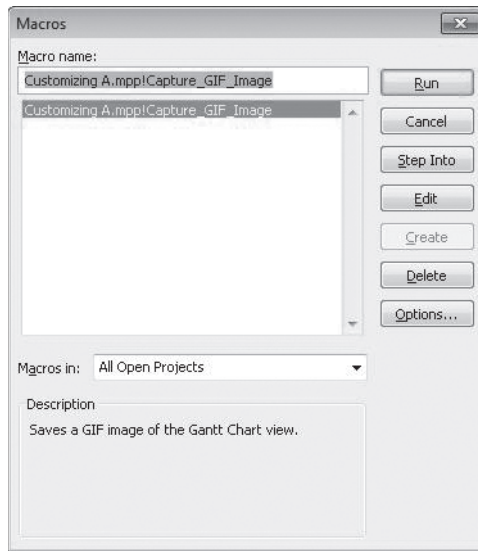 Macros
Macro name:
Customizing A.mpp!Capture_GIF_Image
Customizing A.mpp!Capture_GIF_Image
Run
Cancel
Step Into
Edit
Create
Delete
Options...
Macros in: All Open Projects
Description
Saves a GIF image of the Gantt Chart view.